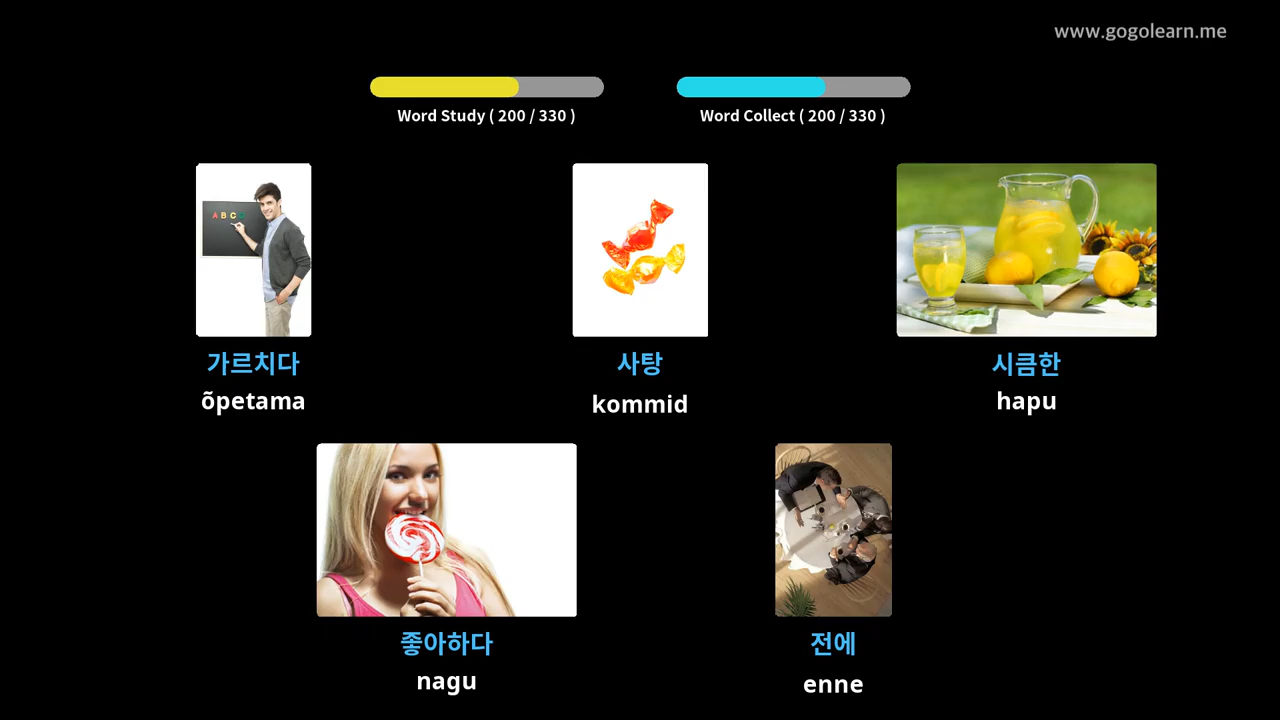 www.gogolearn.me
Word Study ( 200 / 330 )
Word Collect ( 200 / 330 )
A B C
가르치다
õpetama
사탕
kommid
시큼한
hapu
좋아하다
nagu
전에
enne